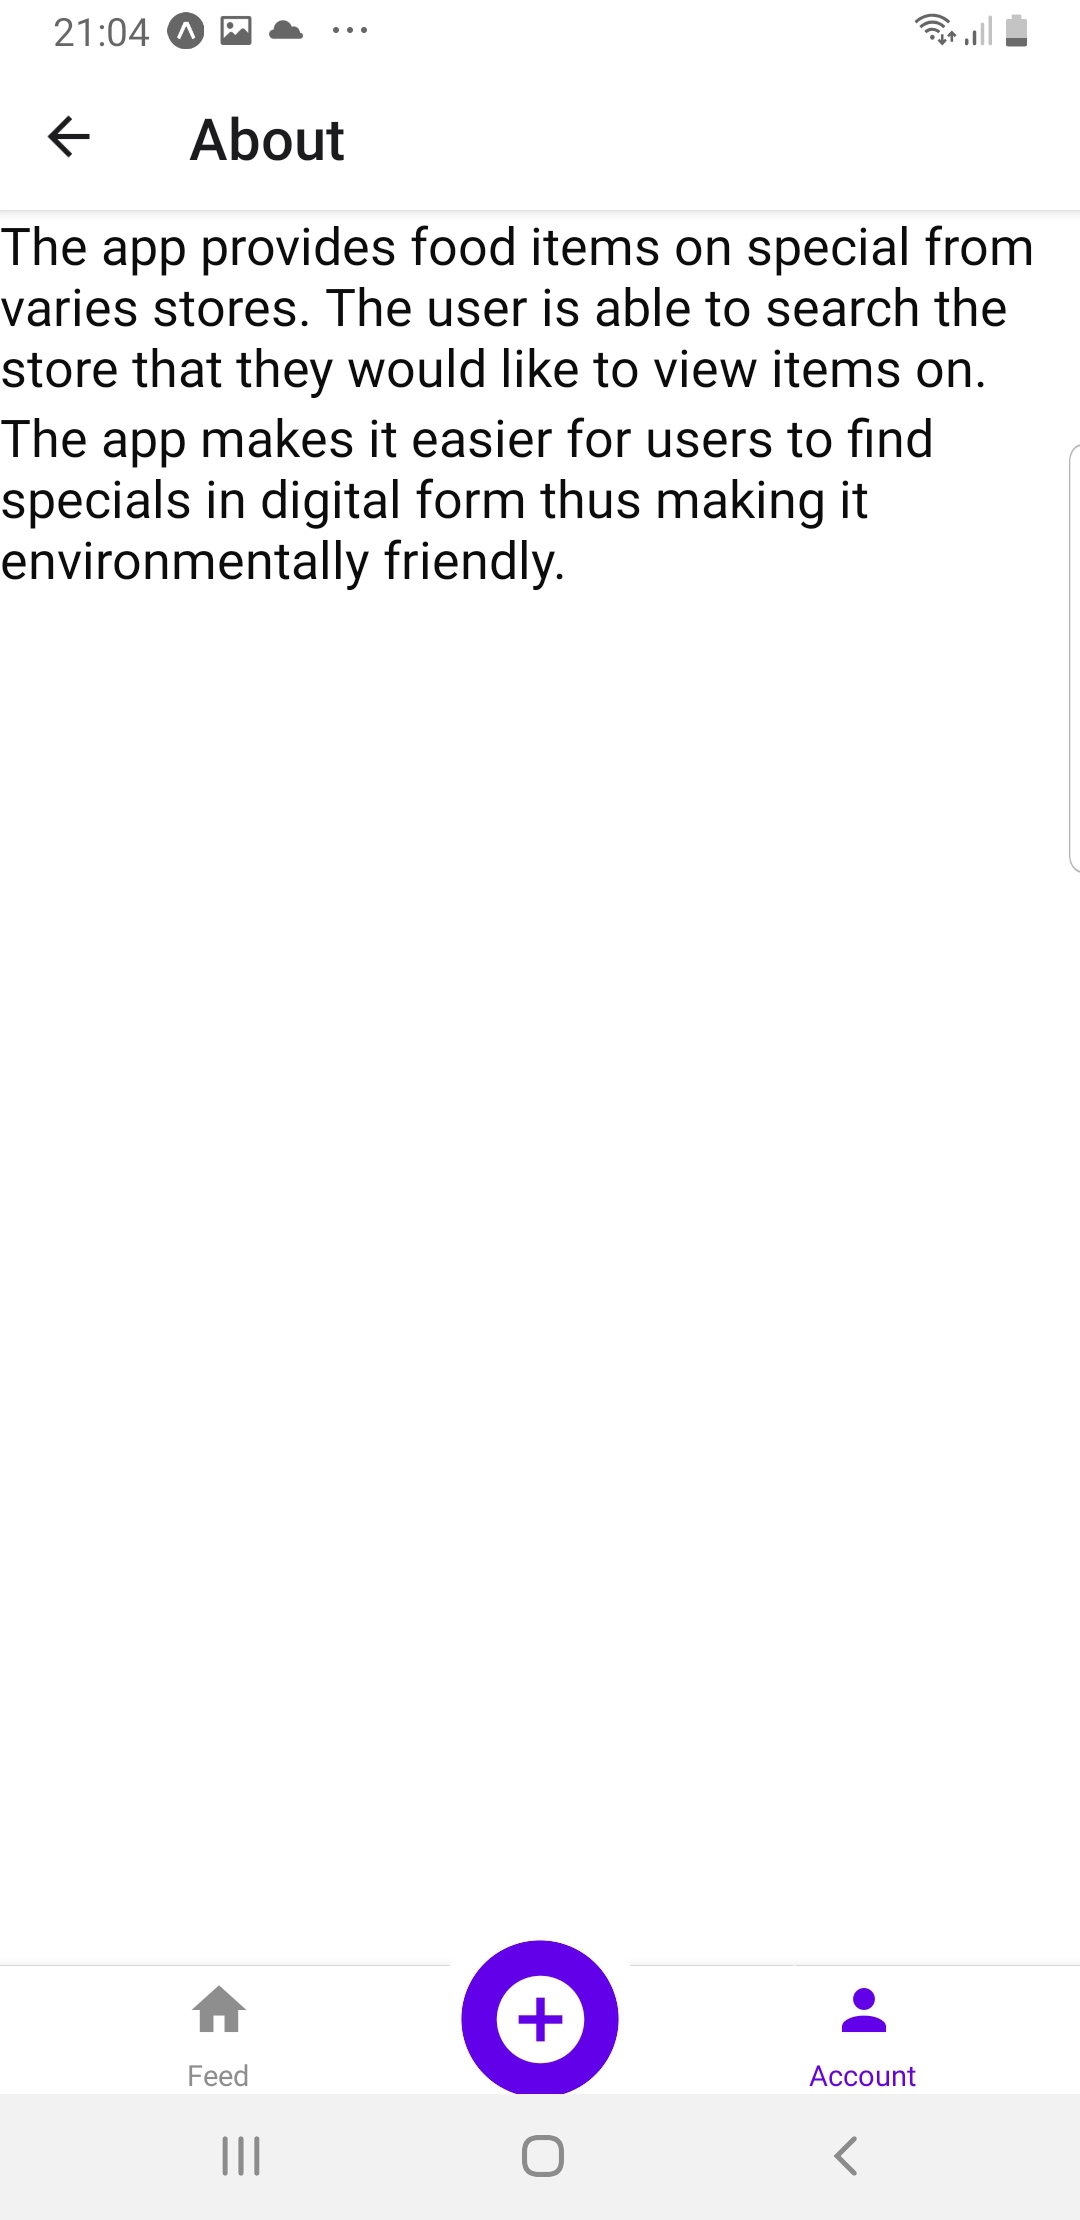 21:04
About
The app provides food items on special from
varies stores. The user is able to search the
store that they would like to view items on.
The app makes it easier for users to find
specials in digital form thus making it
environmentally friendly.
Feed
Account